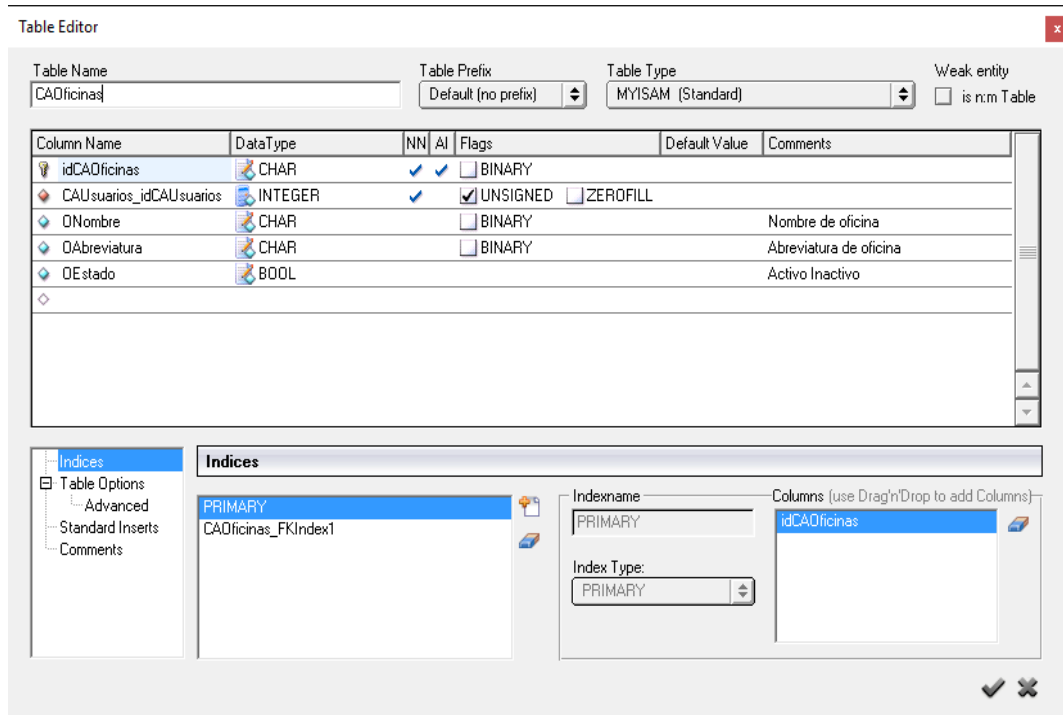 Table Editor
x
Table Name Table Prefix Table Type Weak entity
CAOficinas Default (no prefix) MYISAM (Standard) is n:m Table
Column Name DataType NN AI Flags Default Value Comments
idCAOficinas CHAR BINARY
CAUsuarios_idCAUsuarios INTEGER UNSIGNED ZEROFILL
ONombre CHAR BINARY Nombre de oficina
OAbreviatura CHAR BINARY Abreviatura de oficina
OEstado BOOL Activo Inactivo
Indices
Table Options
Advanced
Standard Inserts
Comments
Indices
PRIMARY
CAOficinas_FKIndex1
Indexname
PRIMARY
Index Type:
PRIMARY
Columns (use Drag'n'Drop to add Columns)
idCAOficinas